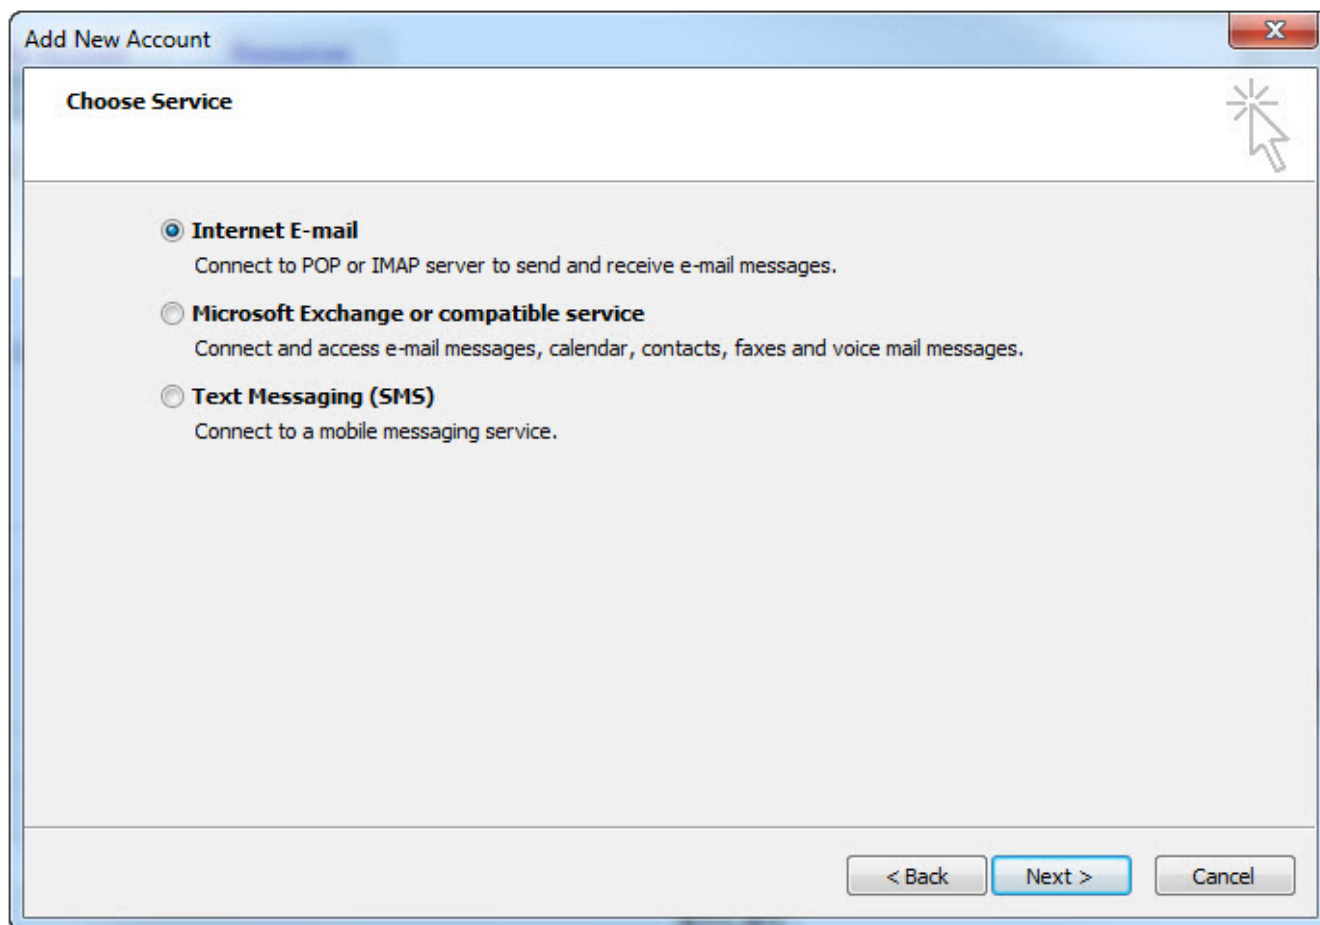 Add New Account
Choose Service
Internet E-mail
Connect to POP or IMAP server to send and receive e-mail messages.
Microsoft Exchange or compatible service
Connect and access e-mail messages, calendar, contacts, faxes and voice mail messages.
Text Messaging (SMS)
Connect to a mobile messaging service.
< Back Next > Cancel